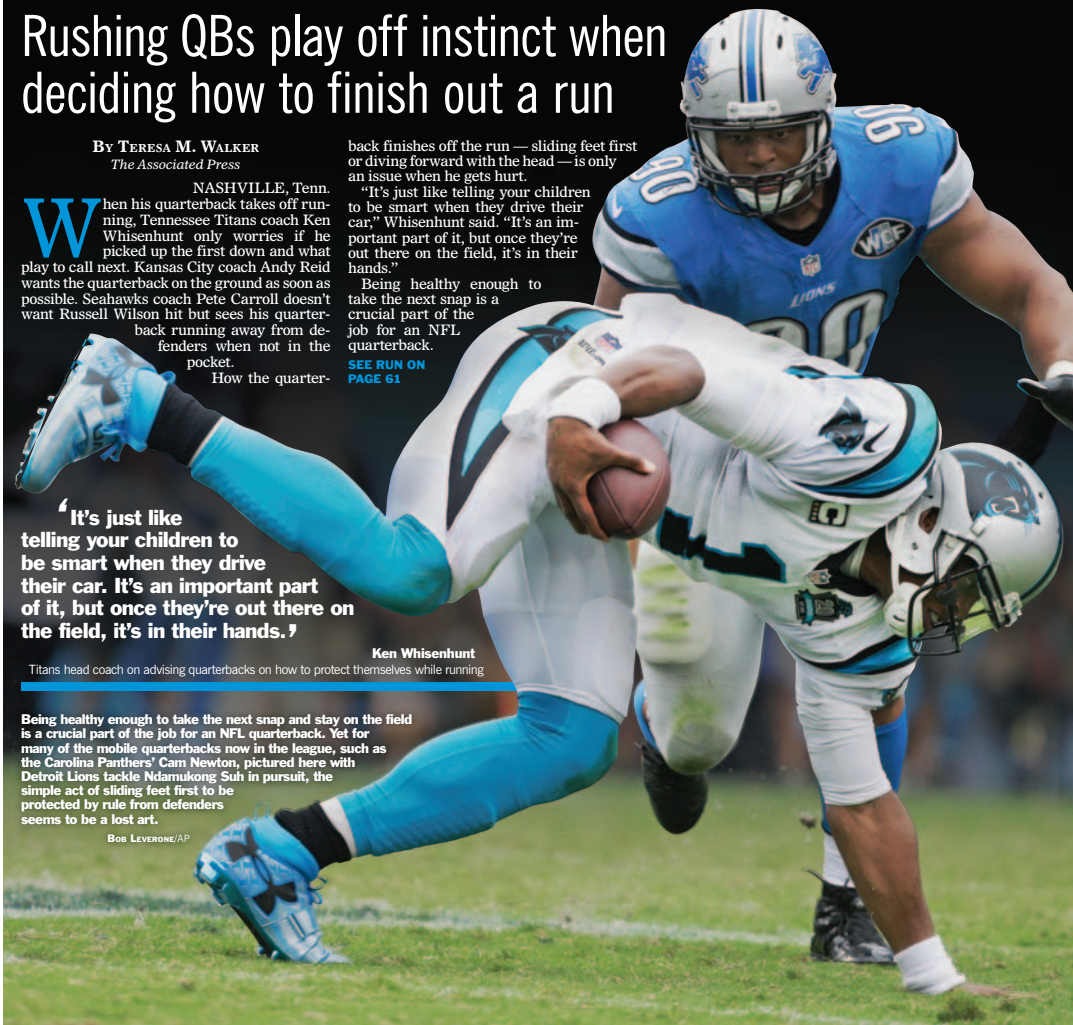 Rushing QBs play off instinct when
deciding how to finish out a run
By Teresa M. Walker
The Associated Press
NASHVILLE, Tenn.
When his quarterback takes off run-
ning, Tennessee Titans coach Ken
Whisenhunt only worries if he
picked up the first down and what
play to call next. Kansas City coach Andy Reid
wants the quarterback on the ground as soon as
possible. Seahawks coach Pete Carroll doesn't
want Russell Wilson hit but sees his quarter-
back running away from de-
fenders when not in the
pocket.
How the quarter-
back finishes off the run — sliding feet first
or diving forward with the head — is only
an issue when he gets hurt.
“It’s just like telling your children
to be smart when they drive their
car,” Whisenhunt said. “It’s an im-
portant part of it, but once they’re
out there on the field, it’s in their
hands.”
Being healthy enough to
take the next snap is a
crucial part of the
job for an NFL
quarterback.
SEE RUN ON
PAGE 61
‘It’s just like
telling your children to
be smart when they drive
their car. It’s an important part
of it, but once they’re out there on
the field, it’s in their hands.’
Ken Whisenhunt
Titans head coach on advising quarterbacks on how to protect themselves while running
Being healthy enough to take the next snap and stay on the field
is a crucial part of the job for an NFL quarterback. Yet for
many of the mobile quarterbacks now in the league, such as
the Carolina Panthers’ Cam Newton, pictured here with
Detroit Lions tackle Ndamukong Suh in pursuit, the
simple act of sliding feet first to be
protected by rule from defenders
seems to be a lost art.
Bob Leverone/AP
90
90
WCF
LIONS
90
C
1